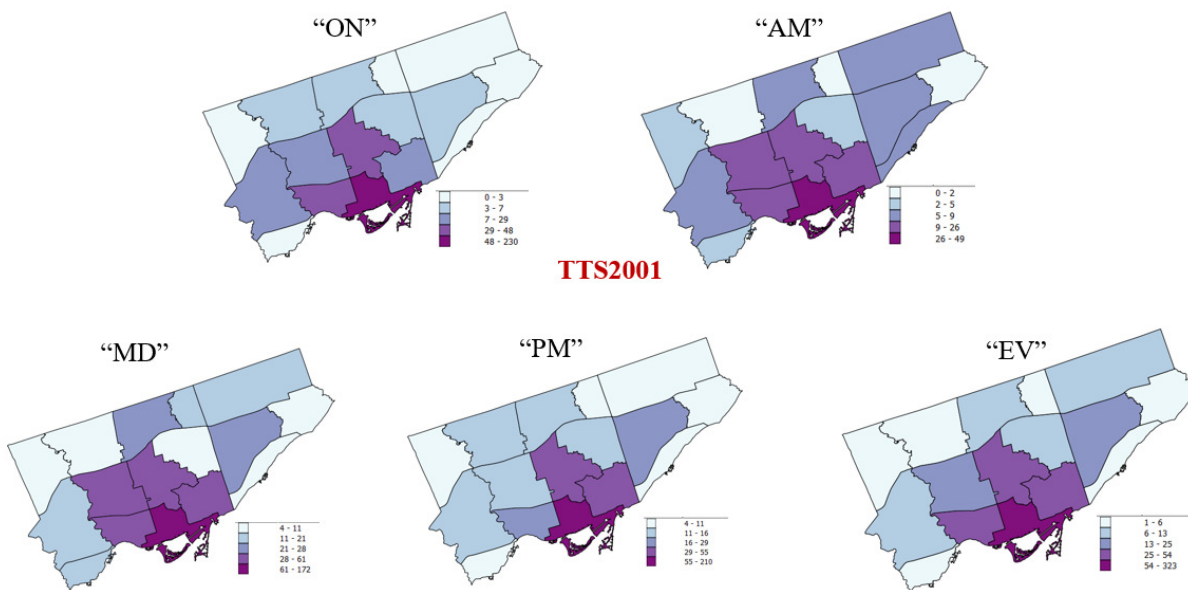 “ON”
“AM”
0 - 3
3 - 7
7 - 29
29 - 48
48 - 230
0 - 2
2 - 5
5 - 9
9 - 26
26 - 49
TTS2001
“MD”
“PM”
“EV”
4 - 11
11 - 21
21 - 28
28 - 61
61 - 172
4 - 11
11 - 16
16 - 29
29 - 55
55 - 210
1 - 6
6 - 13
13 - 25
25 - 54
54 - 323